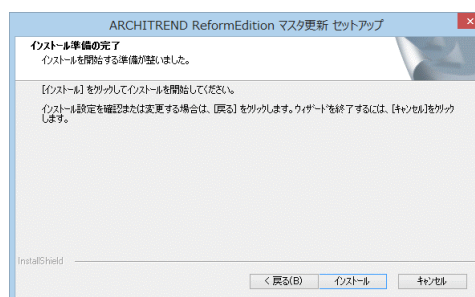 ARCHITREND ReformEdition マスタ更新 セットアップ
インストール準備の完了
インストールを開始する準備が整いました。
[インストール] をクリックしてインストールを開始してください。
インストール設定を確認または変更する場合は、[戻る] をクリックします。ウィザードを終了するには、[キャンセル]をクリック
します。
InstallShield
< 戻る(B)
インストール
キャンセル